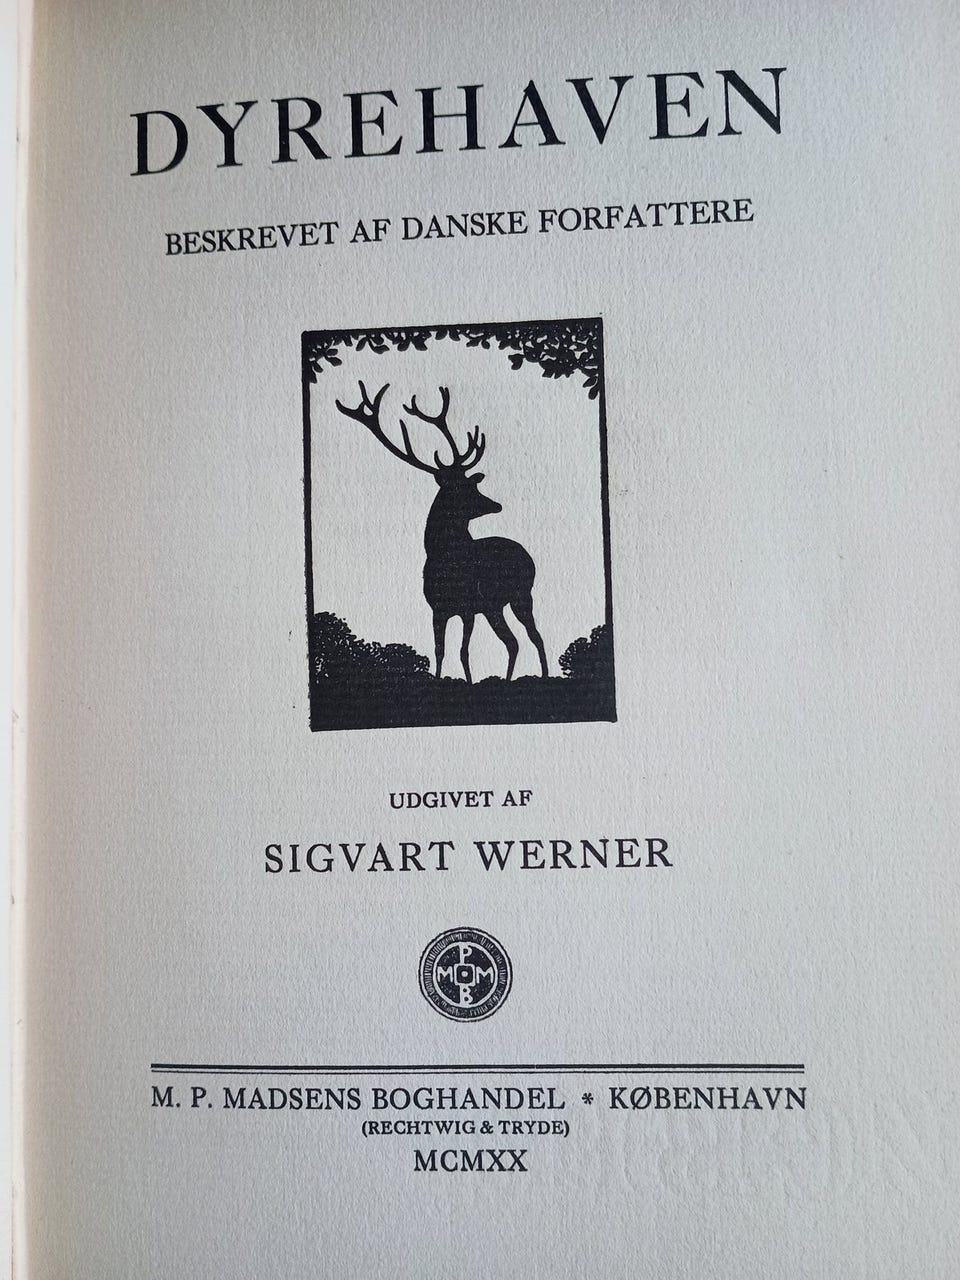 DYREHAVEN
BESKREVET AF DANSKE FORFATTERE
UDGIVET AF
SIGVART WERNER
P
M M
B
M. P. MADSENS BOGHANDEL * KØBENHAVN
(RECHTWIG & TRYDE)
MCMXX